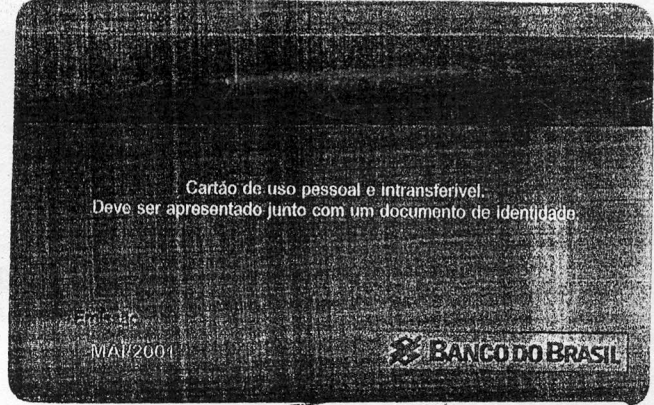 Cartão de uso pessoal e intransferível.
Deve ser apresentado junto com um documento de identidade.
Emissão
MAI/2001
BANCO DO BRASIL